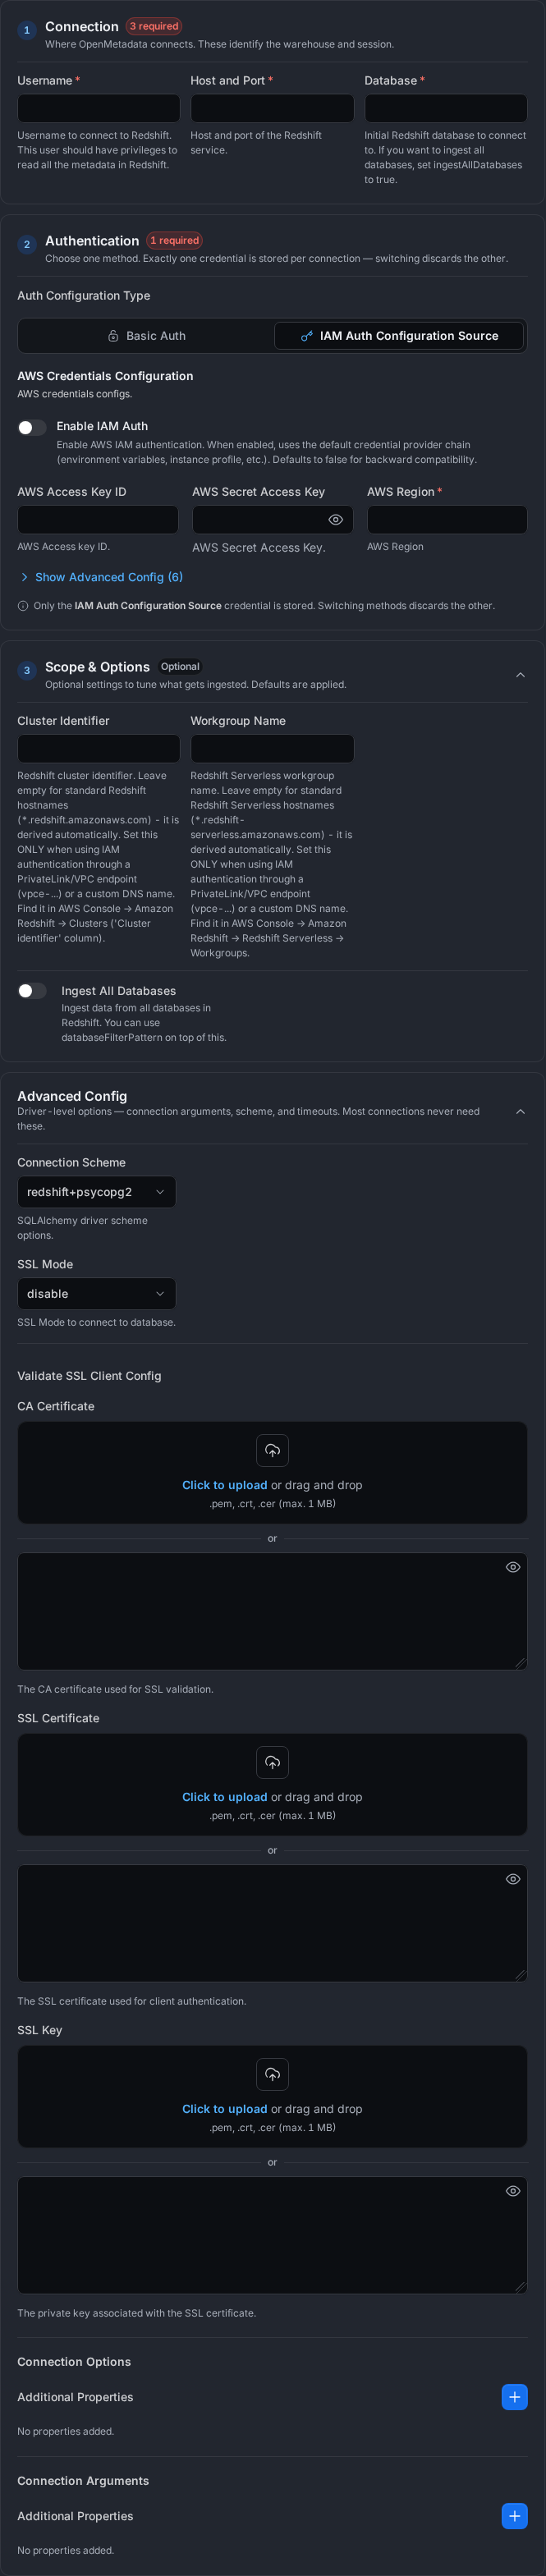 1
Connection
3 required
Where OpenMetadata connects. These identify the warehouse and session.
Username *
Host and Port *
Database *
Username to connect to Redshift.
This user should have privileges to
read all the metadata in Redshift.
Host and port of the Redshift
service.
Initial Redshift database to connect
to. If you want to ingest all
databases, set ingestAllDatabases
to true.
2
Authentication
1 required
Choose one method. Exactly one credential is stored per connection — switching discards the other.
Auth Configuration Type
Basic Auth
IAM Auth Configuration Source
AWS Credentials Configuration
AWS credentials configs.
Enable IAM Auth
Enable AWS IAM authentication. When enabled, uses the default credential provider chain
(environment variables, instance profile, etc.). Defaults to false for backward compatibility.
AWS Access Key ID
AWS Secret Access Key
AWS Region *
AWS Access key ID.
AWS Secret Access Key.
AWS Region
Show Advanced Config (6)
Only the IAM Auth Configuration Source credential is stored. Switching methods discards the other.
3
Scope & Options
Optional
Optional settings to tune what gets ingested. Defaults are applied.
Cluster Identifier
Workgroup Name
Redshift cluster identifier. Leave
empty for standard Redshift
hostnames
(*.redshift.amazonaws.com) - it is
derived automatically. Set this
ONLY when using IAM
authentication through a
PrivateLink/VPC endpoint
(vpce-...) or a custom DNS name.
Find it in AWS Console → Amazon
Redshift → Clusters ('Cluster
identifier' column).
Redshift Serverless workgroup
name. Leave empty for standard
Redshift Serverless hostnames
(*.redshift-
serverless.amazonaws.com) - it is
derived automatically. Set this
ONLY when using IAM
authentication through a
PrivateLink/VPC endpoint
(vpce-...) or a custom DNS name.
Find it in AWS Console → Amazon
Redshift → Redshift Serverless →
Workgroups.
Ingest All Databases
Ingest data from all databases in
Redshift. You can use
databaseFilterPattern on top of this.
Advanced Config
Driver-level options — connection arguments, scheme, and timeouts. Most connections never need
these.
Connection Scheme
redshift+psycopg2
SQLAlchemy driver scheme
options.
SSL Mode
disable
SSL Mode to connect to database.
Validate SSL Client Config
CA Certificate
Click to upload or drag and drop
.pem, .crt, .cer (max. 1 MB)
or
The CA certificate used for SSL validation.
SSL Certificate
Click to upload or drag and drop
.pem, .crt, .cer (max. 1 MB)
or
The SSL certificate used for client authentication.
SSL Key
Click to upload or drag and drop
.pem, .crt, .cer (max. 1 MB)
or
The private key associated with the SSL certificate.
Connection Options
Additional Properties
No properties added.
Connection Arguments
Additional Properties
No properties added.